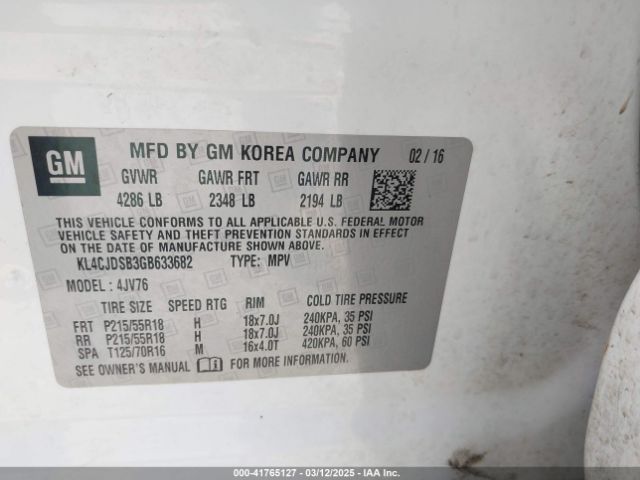 GM
MFD BY GM KOREA COMPANY 02 / 16
GVWR GAWR FRT GAWR RR
4286 LB 2348 LB 2194 LB
THIS VEHICLE CONFORMS TO ALL APPLICABLE U.S. FEDERAL MOTOR
VEHICLE SAFETY AND THEFT PREVENTION STANDARDS IN EFFECT
ON THE DATE OF MANUFACTURE SHOWN ABOVE.
KL4CJDSB3GB633682 TYPE: MPV
MODEL : 4JV76
TIRE SIZE SPEED RTG RIM COLD TIRE PRESSURE
FRT P215/55R18 H 18x7.0J 240KPA, 35 PSI
RR P215/55R18 H 18x7.0J 240KPA, 35 PSI
SPA T125/70R16 M 16x4.0T 420KPA, 60 PSI
SEE OWNER'S MANUAL FOR MORE INFORMATION
000-41765127 - 03/12/2025 - IAAI.COM